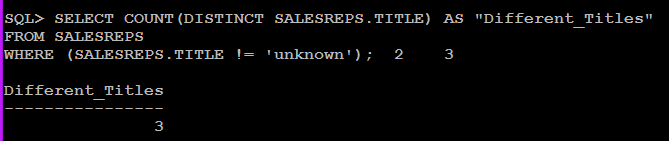 SQL> SELECT COUNT(DISTINCT SALESREPS.TITLE) AS "Different_Titles"
FROM SALESREPS
WHERE (SALESREPS.TITLE != 'unknown');  2    3

Different_Titles
----------------
               3